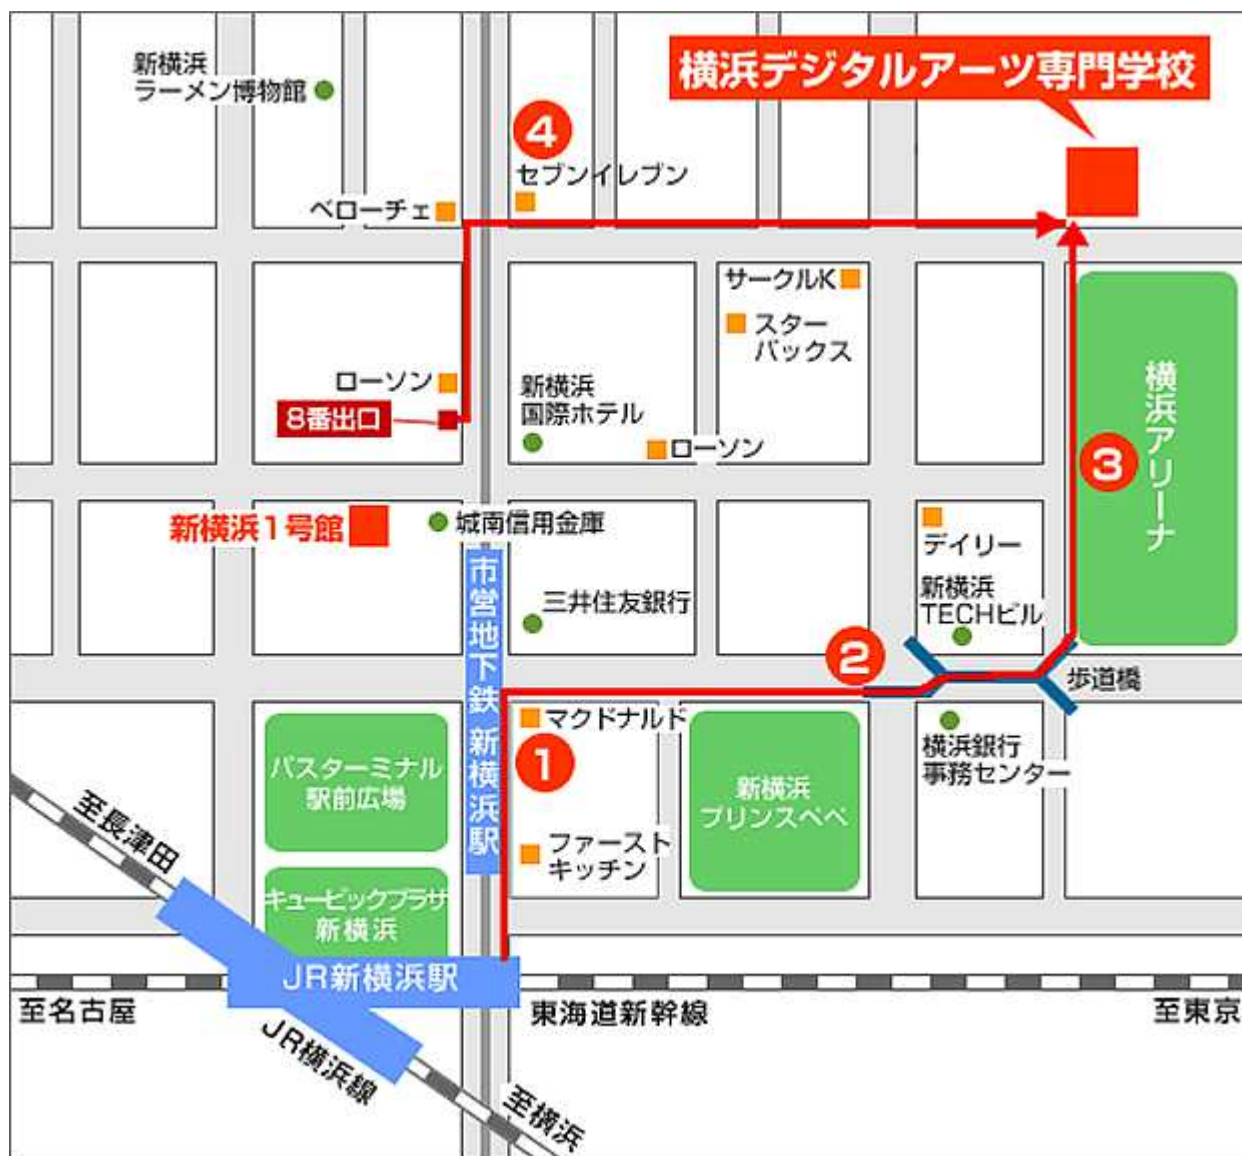 新横浜
ラーメン博物館
横浜デジタルアーツ専門学校
4
セブンイレブン
ベローチェ
サークルK
スター
バックス
ローソン
8番出口
新横浜
国際ホテル
ローソン
横浜アリーナ
3
新横浜1号館
城南信用金庫
デイリー
市営地下鉄 新横浜駅
三井住友銀行
新横浜
TECHビル
2
歩道橋
マクドナルド
1
バスターミナル
駅前広場
新横浜
プリンスペペ
横浜銀行
事務センター
至長津田
ファースト
キッチン
キュービックプラザ
新横浜
JR新横浜駅
至名古屋
東海道新幹線
至東京
JR横浜線
至横浜